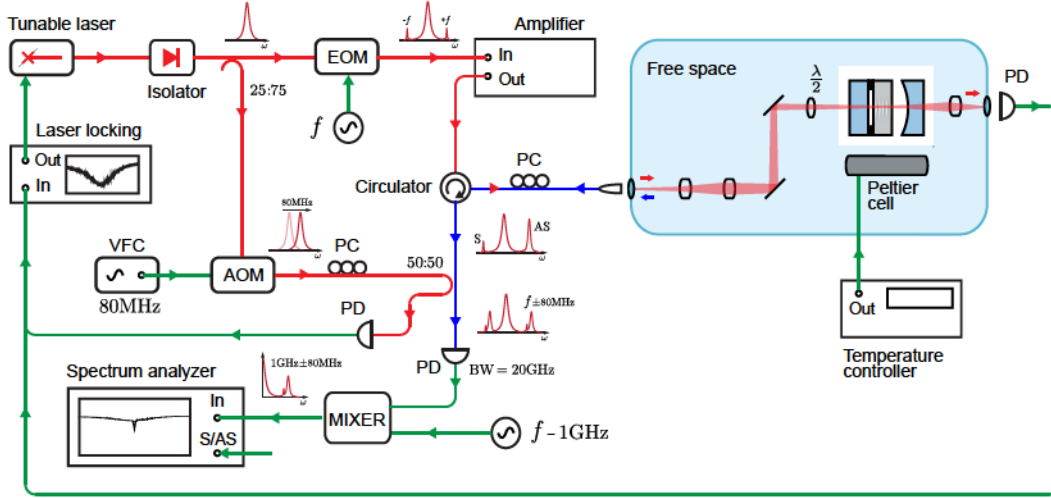 Tunable laser
Isolator
25:75
ω
EOM
-f
+f
ω
f
Amplifier
In
Out
Free space
λ/2
PD
Peltier
cell
Laser locking
Out
In
Circulator
PC
S
AS
ω
80MHz
ω
VFC
80MHz
AOM
PC
50:50
PD
f±80MHz
ω
PD
BW = 20GHz
Out
Temperature
controller
Spectrum analyzer
In
S/AS
1GHz±80MHz
ω
MIXER
f – 1GHz